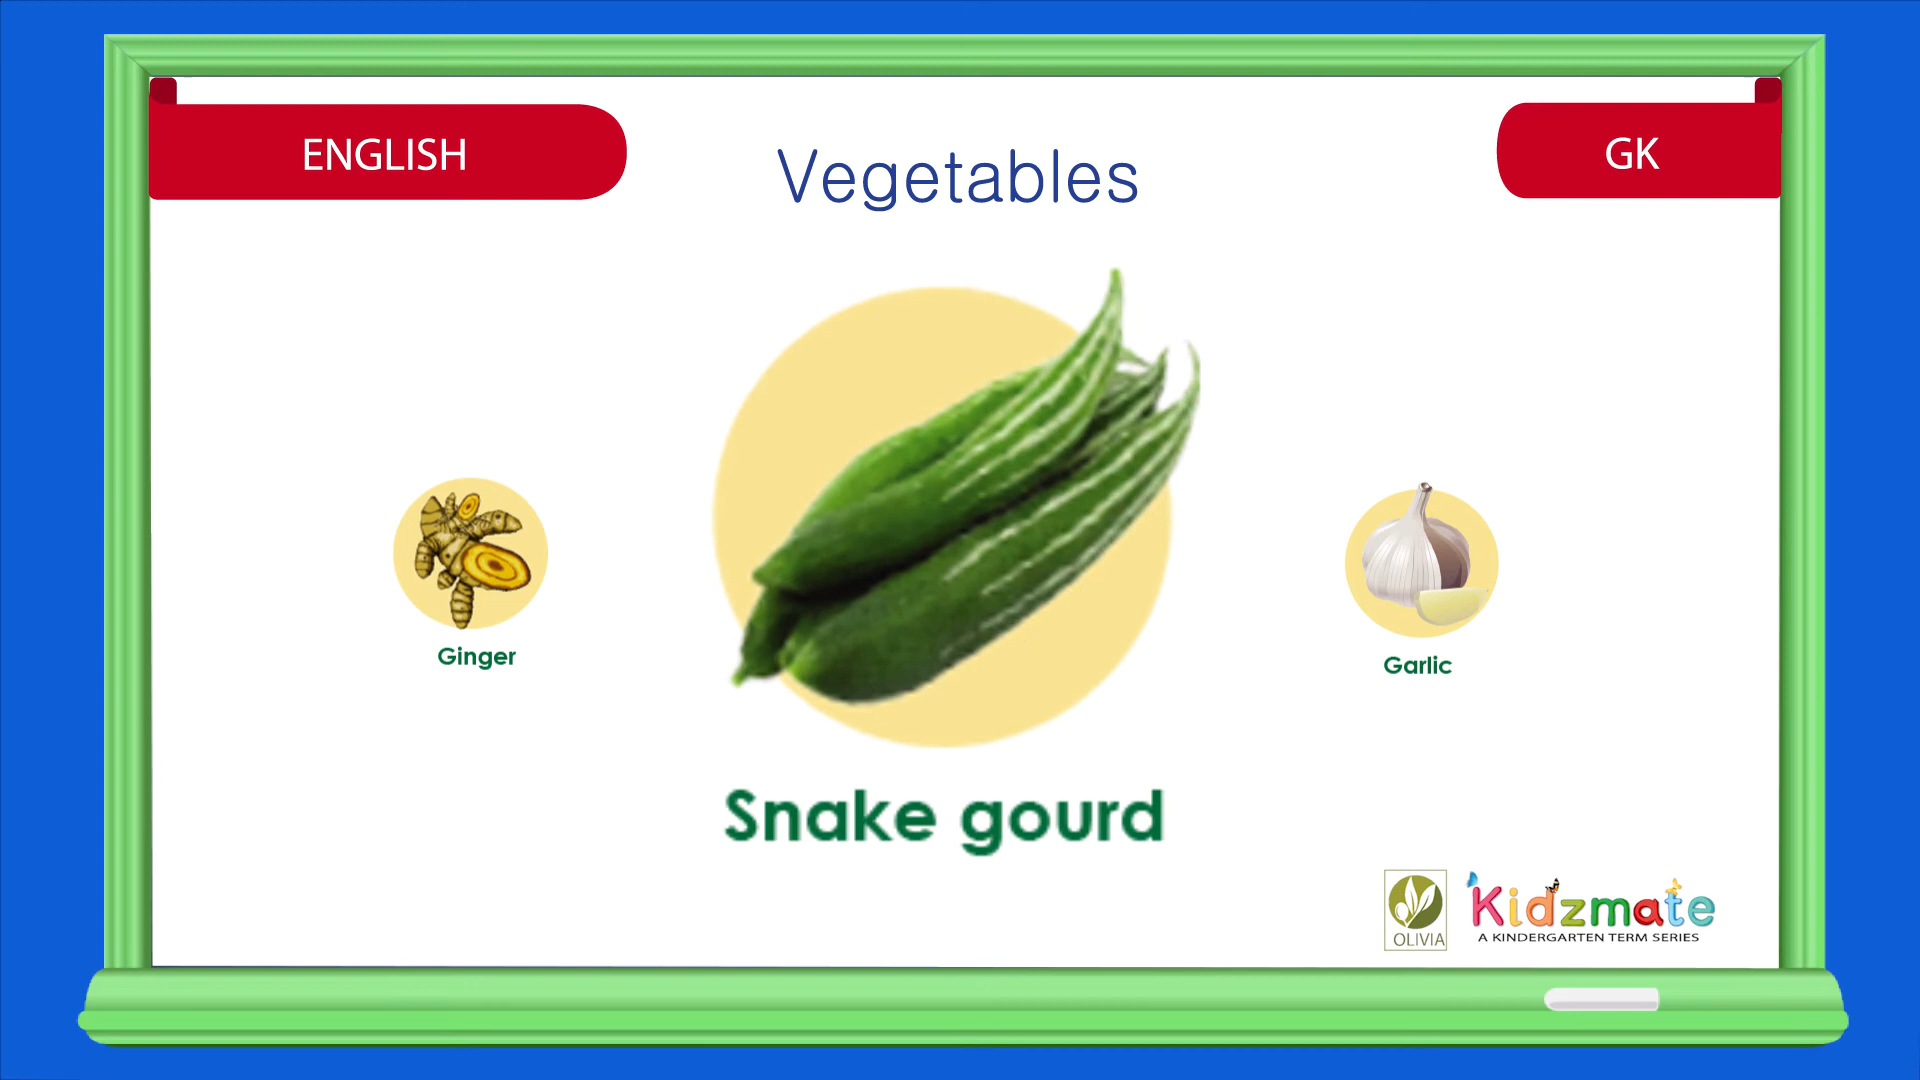 ENGLISH
Vegetables
GK
Ginger
Snake gourd
Garlic
OLIVIA
Kidzmate
A KINDERGARTEN TERM SERIES